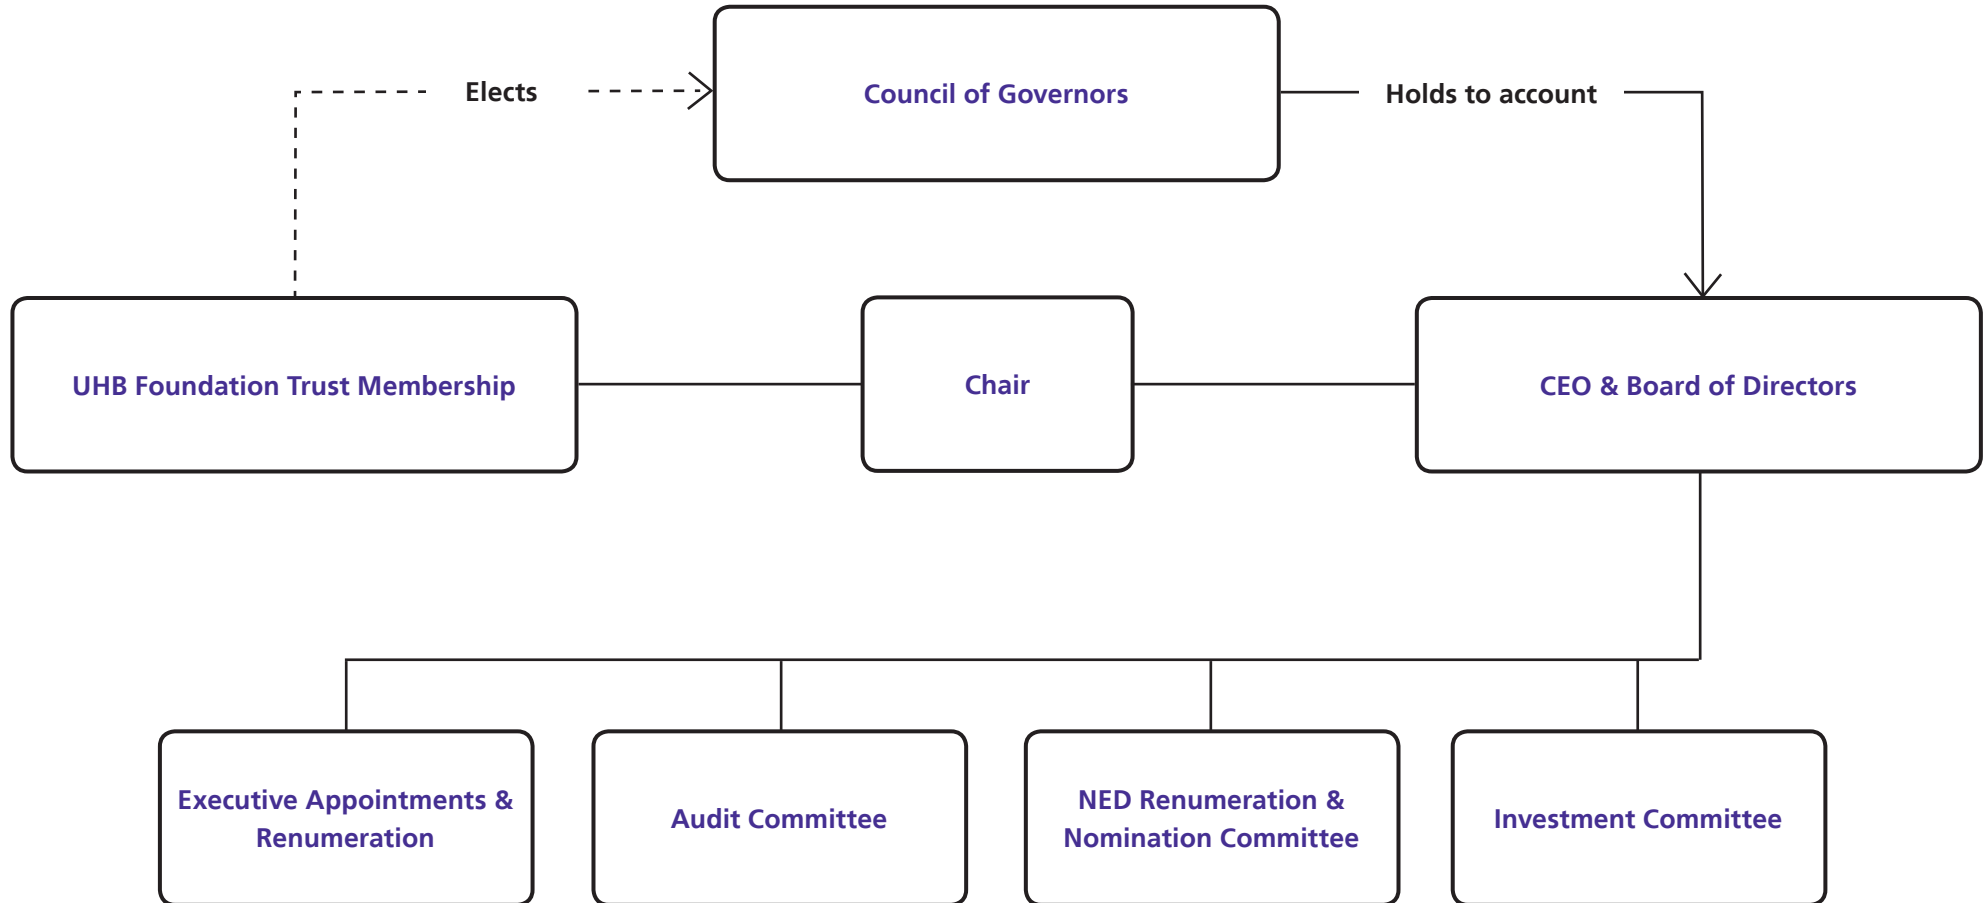 Elects
Council of Governors
Holds to account
UHB Foundation Trust Membership
Chair
CEO & Board of Directors
Executive Appointments &
Renumeration
Audit Committee
NED Renumeration &
Nomination Committee
Investment Committee